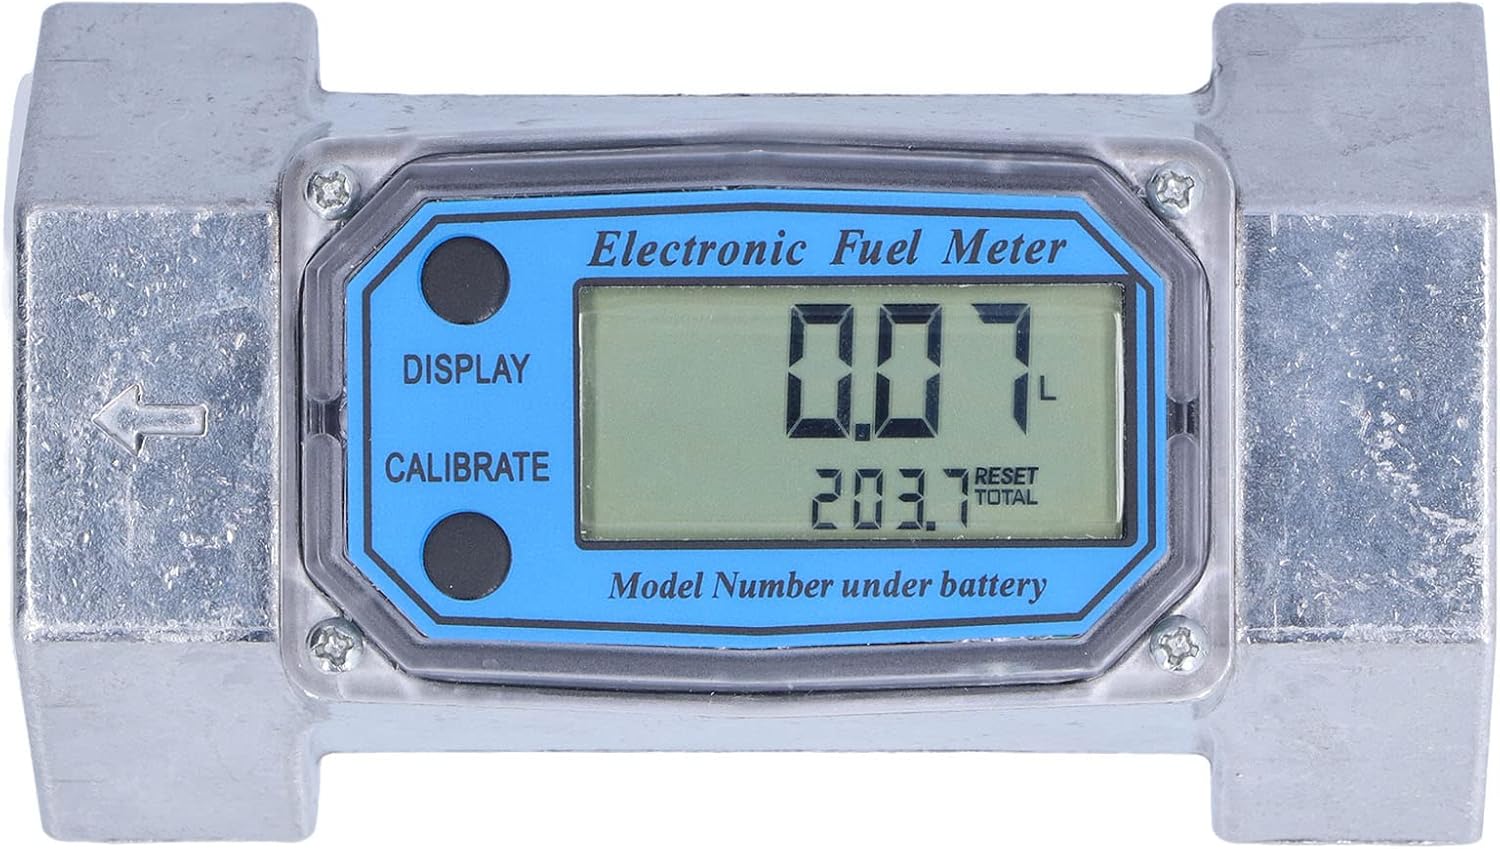 Electronic Fuel Meter
DISPLAY
CALIBRATE
0.07 L
203.7 RESET
TOTAL
Model Number under battery